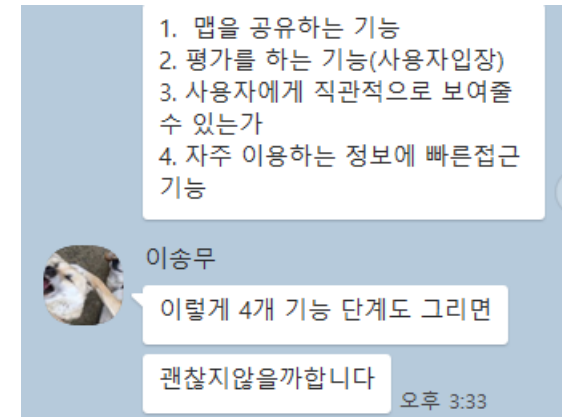 1.  맵을 공유하는 기능
2. 평가를 하는 기능(사용자입장)
3. 사용자에게 직관적으로 보여줄
수 있는가
4. 자주 이용하는 정보에 빠른접근
기능
이송무
이렇게 4개 기능 단계도 그리면
괜찮지않을까합니다
오후 3:33